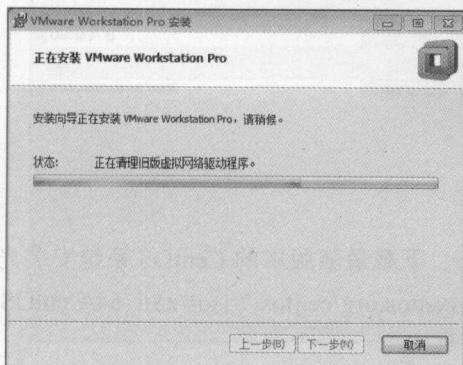 VMware Workstation Pro 安装
正在安装 VMware Workstation Pro
安装向导正在安装 VMware Workstation Pro，请稍候。
状态: 正在清理旧版虚拟网络驱动程序。
上一步(B) 下一步(N) 取消